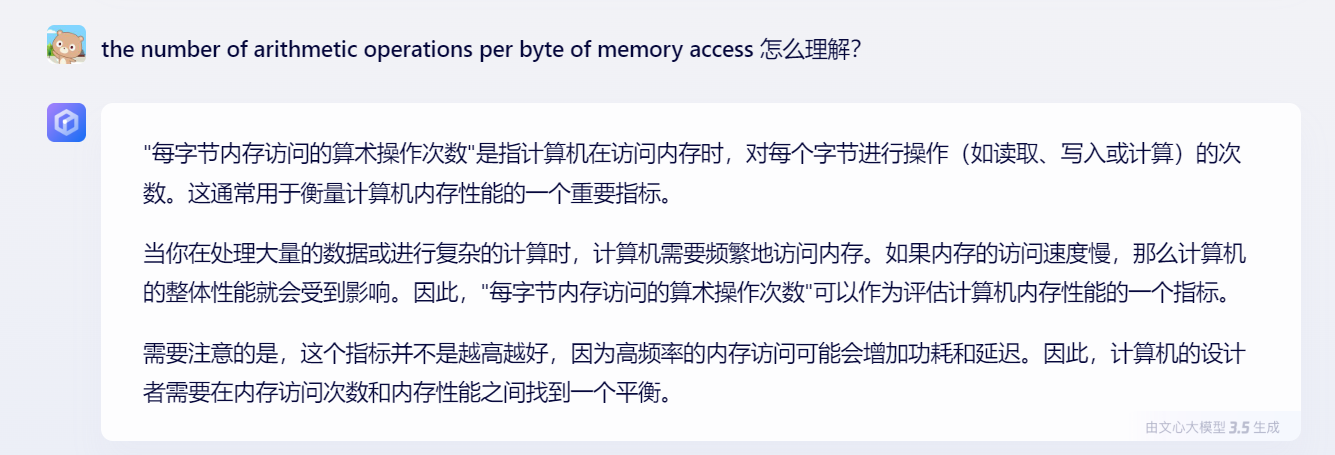 the number of arithmetic operations per byte of memory access 怎么理解？
"每字节内存访问的算术操作次数"是指计算机在访问内存时，对每个字节进行操作（如读取、写入或计算）的次
数。这通常用于衡量计算机内存性能的一个重要指标。
当你在处理大量的数据或进行复杂的计算时，计算机需要频繁地访问内存。如果内存的访问速度慢，那么计算机
的整体性能就会受到影响。因此，"每字节内存访问的算术操作次数"可以作为评估计算机内存性能的一个指标。
需要注意的是，这个指标并不是越高越好，因为高频率的内存访问可能会增加功耗和延迟。因此，计算机的设计
者需要在内存访问次数和内存性能之间找到一个平衡。
由文心大模型 3.5 生成